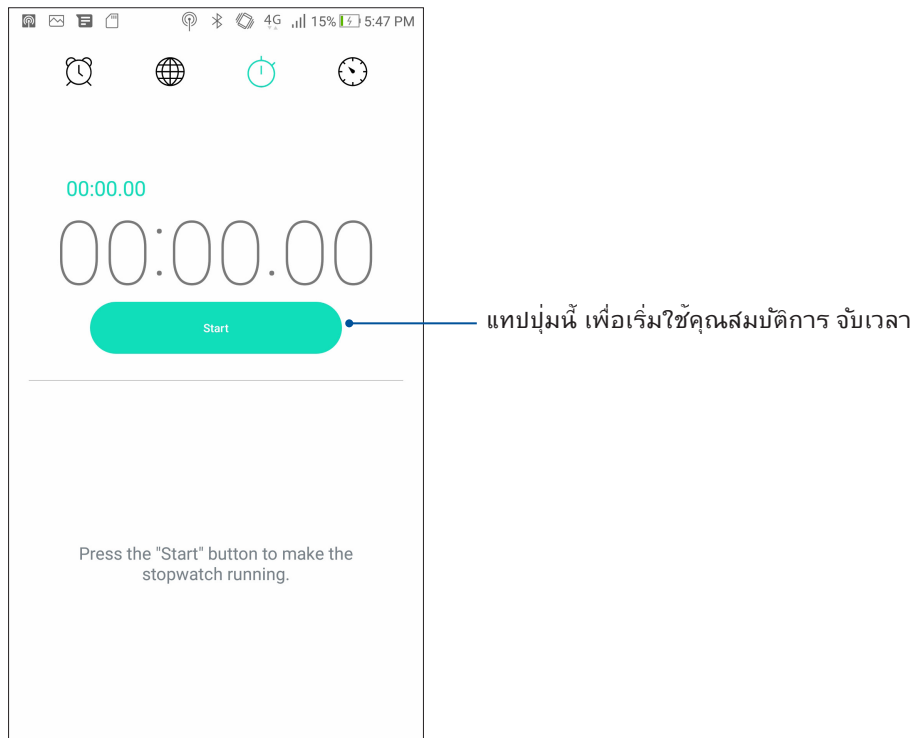 4G 15% 5:47 PM
00:00.00
00:00.00
Start
แทปปุ่มนี้ เพื่อเริ่มใช้คุณสมบัติการ จับเวลา
Press the "Start" button to make the
stopwatch running.